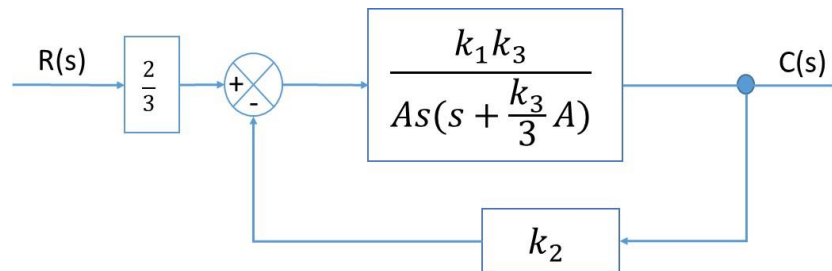 R(s)
2/3
+
-
k₁k₃
As(s + k₃/3 A)
C(s)
k₂